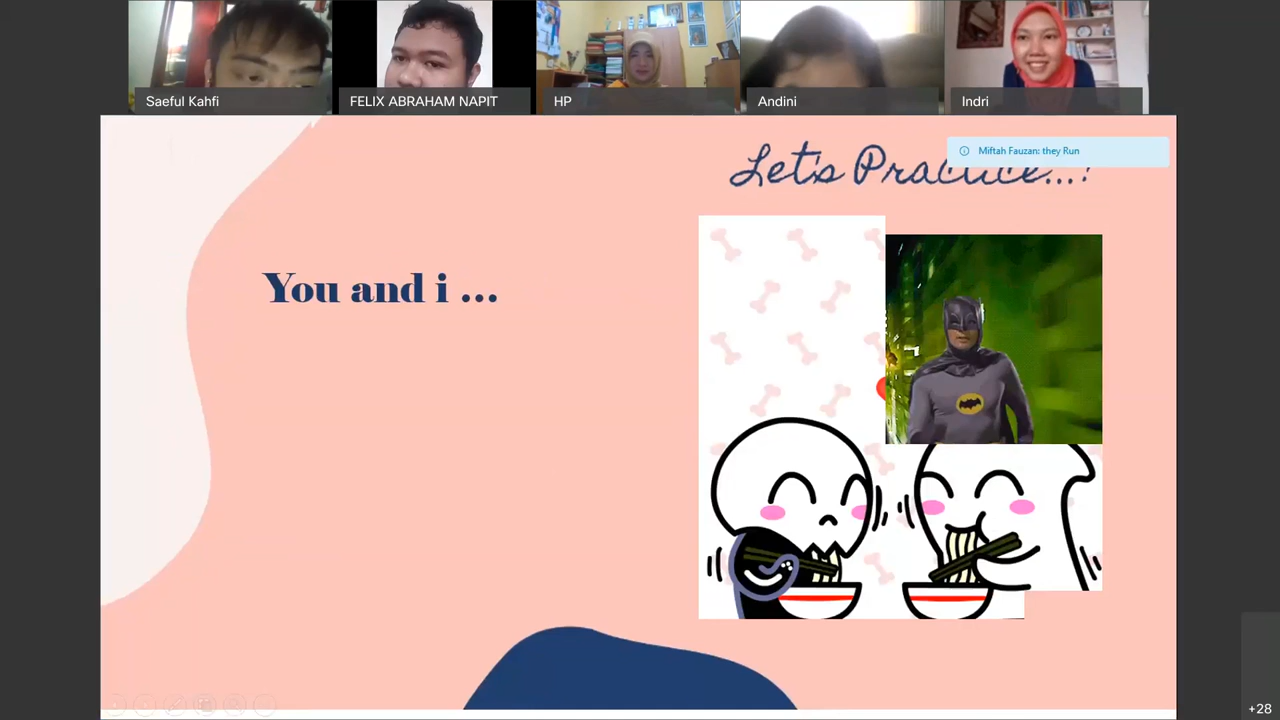 Saeful Kahfi
FELIX ABRAHAM NAPIT
HP
Andini
Indri
Let's Practice...!
Miftah Fauzan: they Run
You and i ...
+28